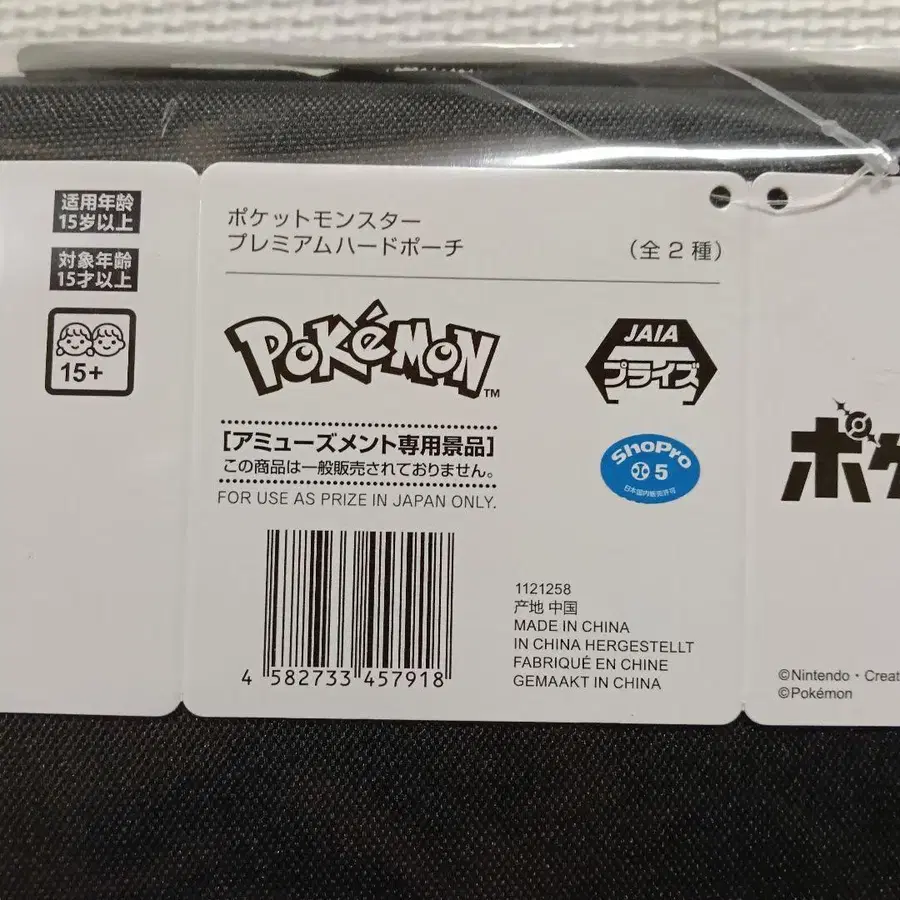 适用年龄
15岁以上
対象年齢
15才以上
15+
ポケットモンスター
プレミアムハードポーチ
（全2種）
POKéMON
TM
JAIA
プライズ
[アミューズメント専用景品]
この商品は一般販売されておりません。
FOR USE AS PRIZE IN JAPAN ONLY.
ShoPro
5
日本国内販売許可
4 582733 457918
1121258
产地 中国
MADE IN CHINA
IN CHINA HERGESTELLT
FABRIQUÉ EN CHINE
GEMAAKT IN CHINA
ポケ
©Nintendo・Creat
©Pokémon